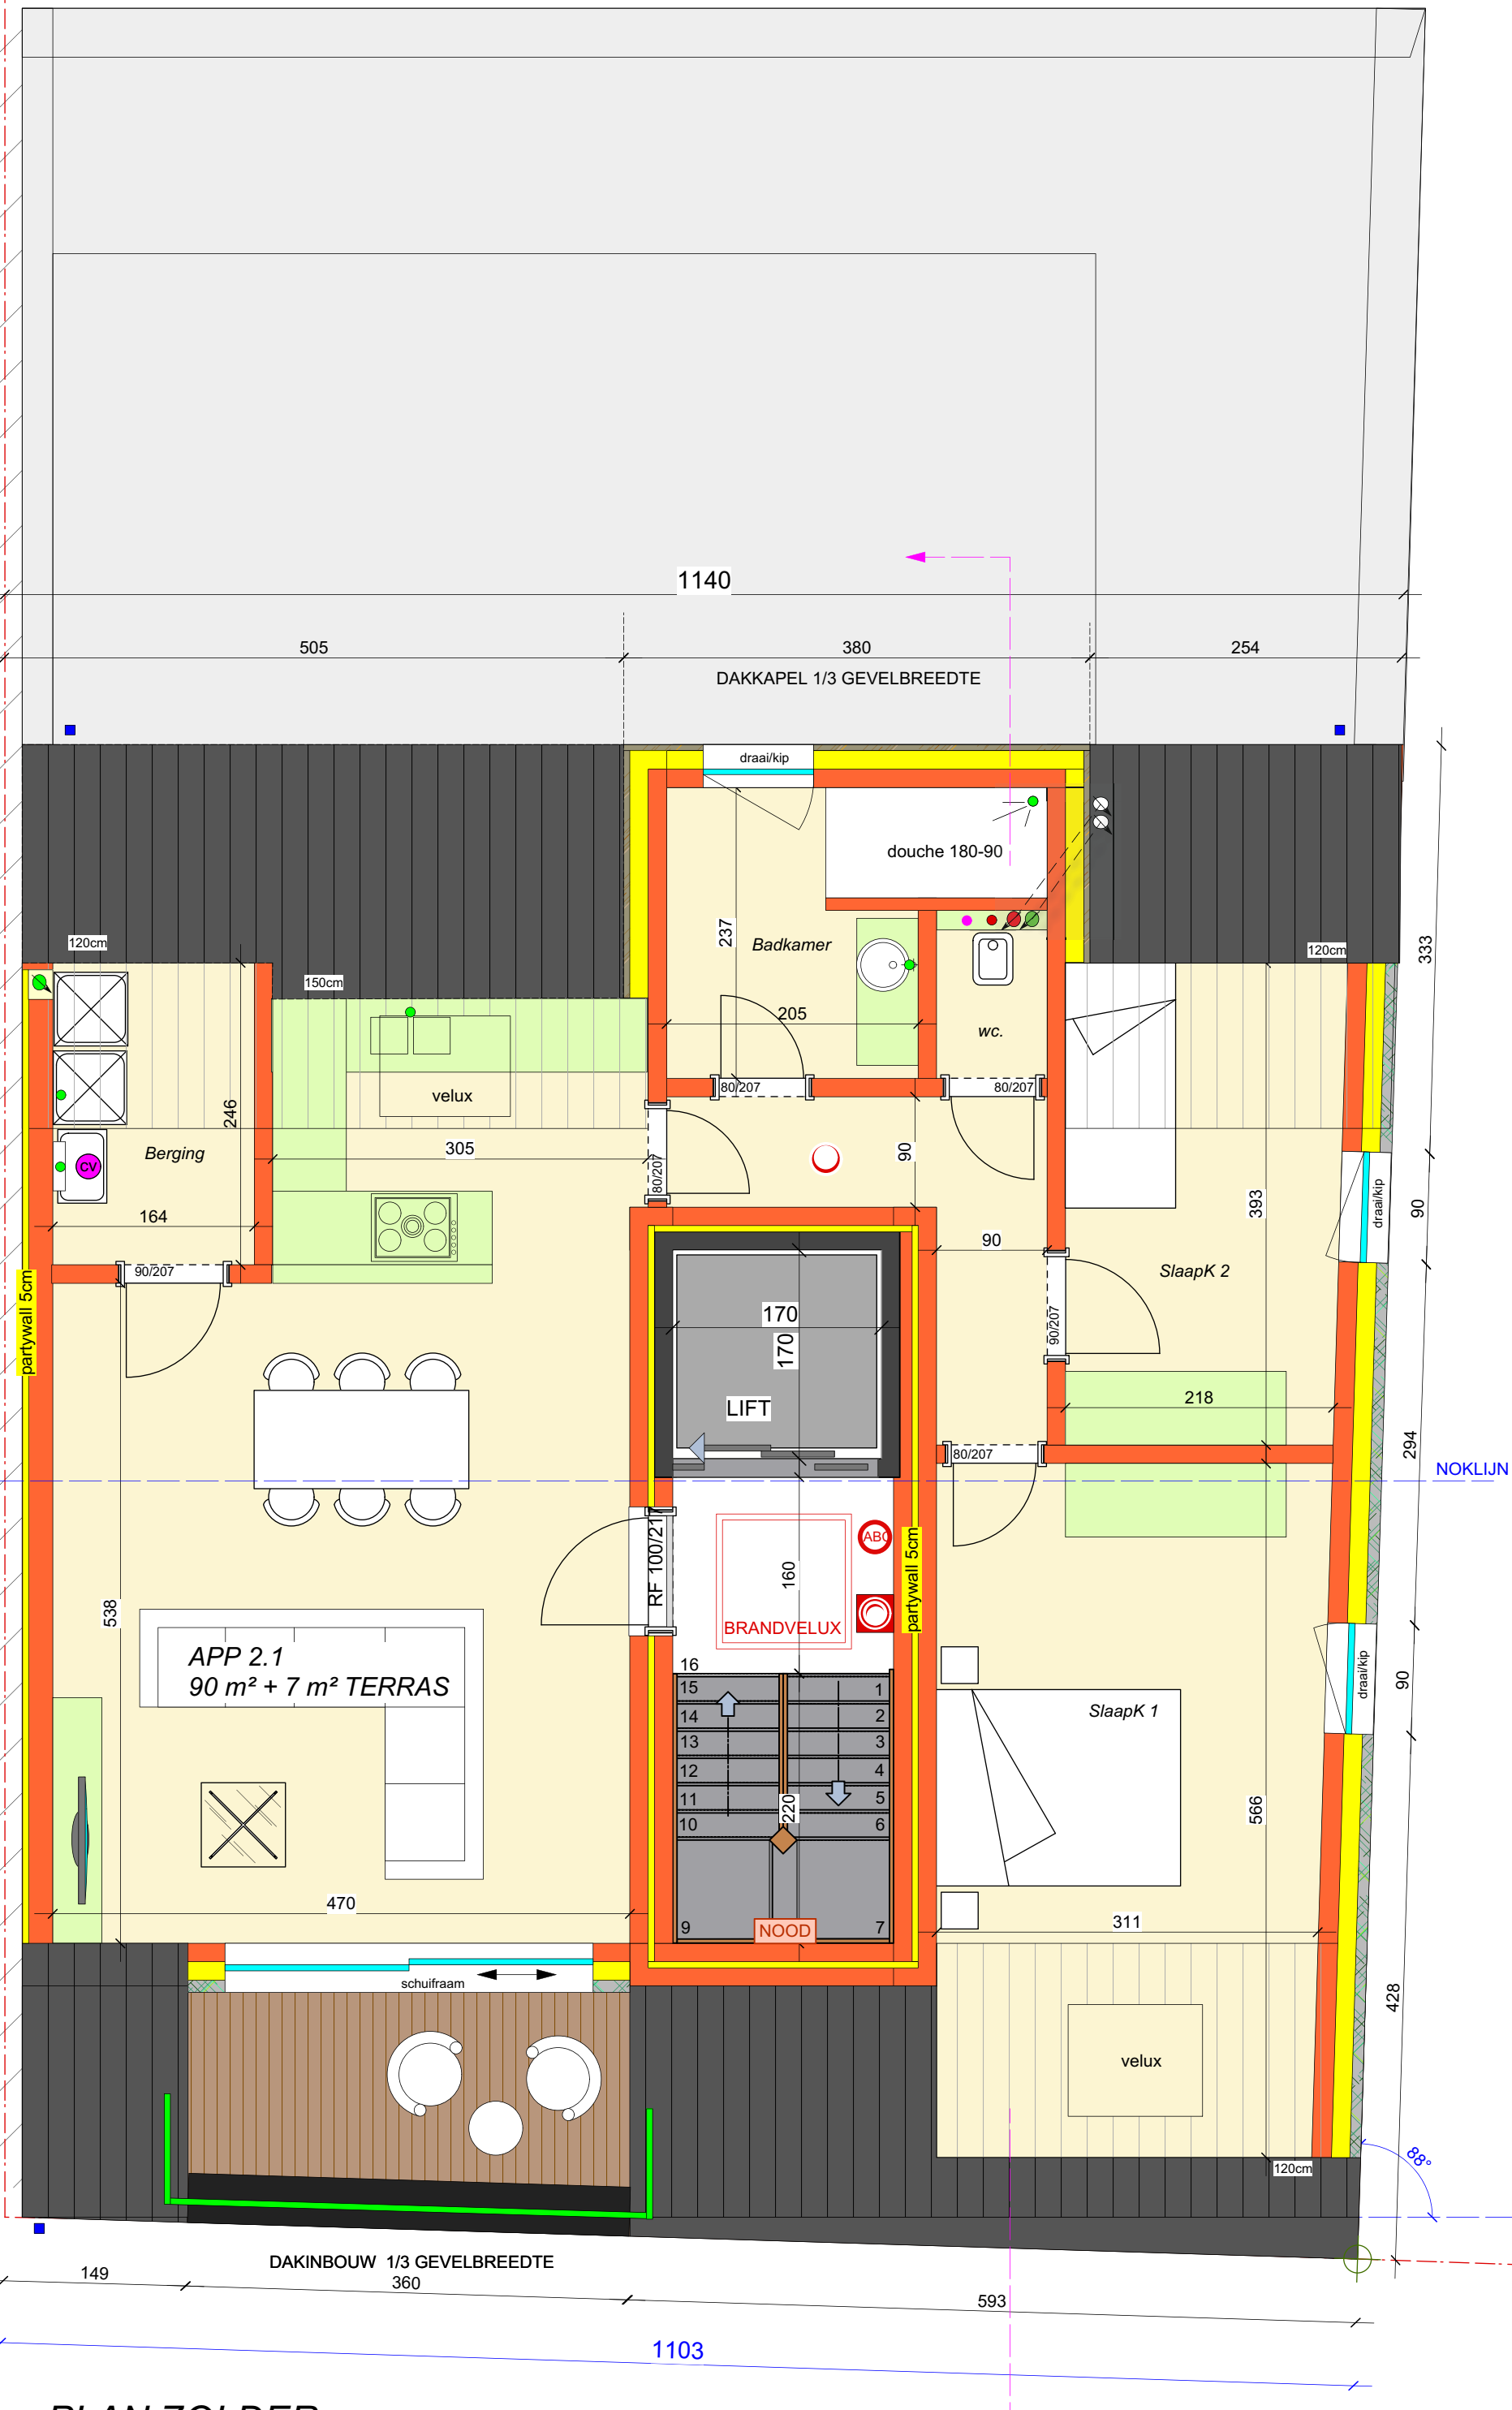 1140
505
380
254
DAKKAPEL 1/3 GEVELBREEDTE
draai/kip
douche 180-90
120cm
237
Badkamer
120cm
333
150cm
205
wc.
velux
80/207
80/207
246
Berging
305
90
80/207
CV
164
393
draai/kip
90
90
90/207
SlaapK 2
partywall 5cm
170
170
90/207
LIFT
218
294
80/207
NOKLIJN
RF 100/21
ABC
160
partywall 5cm
538
BRANDVELUX
APP 2.1
90 m² + 7 m² TERRAS
16
15
14
13
12
11
10
9
1
2
3
4
5
6
7
220
NOOD
SlaapK 1
draai/kip
90
566
470
311
schuifraam
428
velux
88°
120cm
DAKINBOUW 1/3 GEVELBREEDTE
149
360
593
1103
PLAN ZOLDER